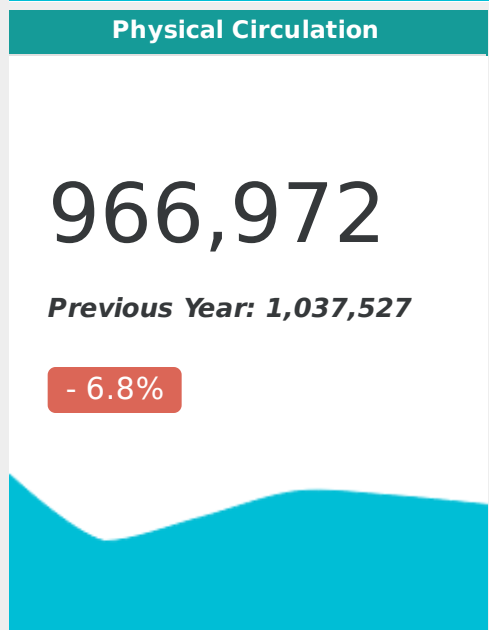 Physical Circulation
966,972
Previous Year: 1,037,527
- 6.8%